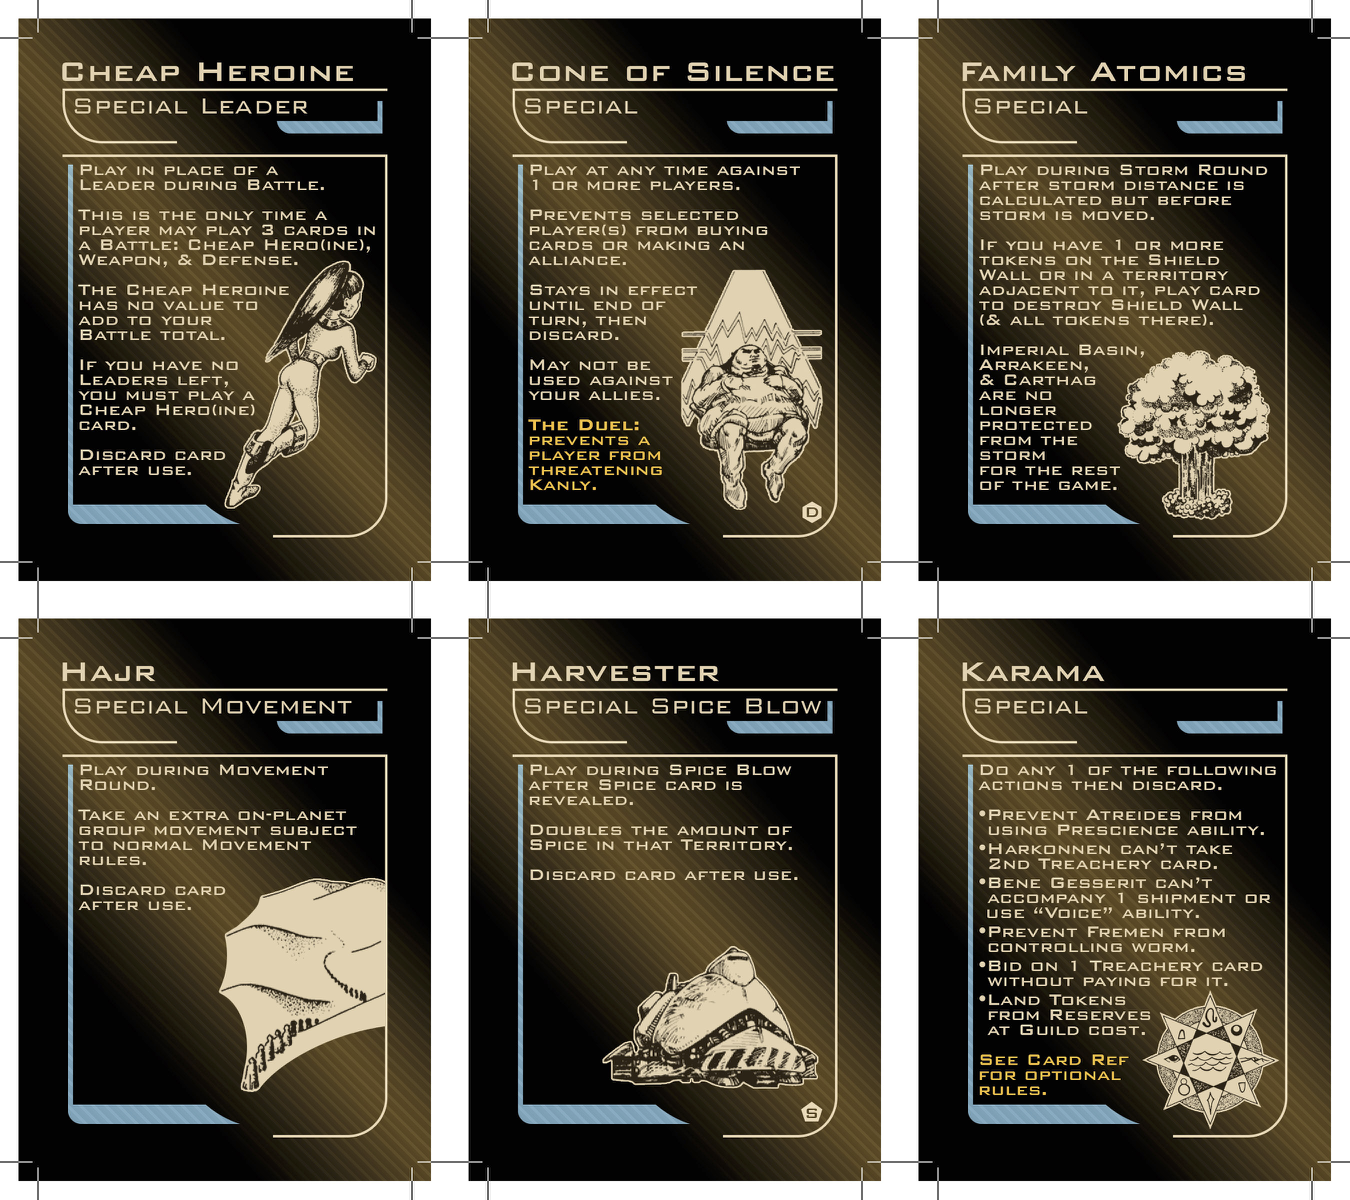 Cheap Heroine
Special Leader
Play in place of a
Leader during Battle.
This is the only time a
player may play 3 cards in
a Battle: Cheap Hero(ine),
Weapon, & Defense.
The Cheap Heroine
has no value to
add to your
Battle total.
If you have no
Leaders left,
you must play a
Cheap Hero(ine)
card.
Discard card
after use.
Cone of Silence
Special
Play at any time against
1 or more players.
Prevents selected
player(s) from buying
cards or making an
alliance.
Stays in effect
until end of
turn, then
discard.
May not be
used against
your allies.
The Duel:
prevents a
player from
threatening
Kanly.
D
Family Atomics
Special
Play during Storm Round
after storm distance is
calculated but before
storm is moved.
If you have 1 or more
tokens on the Shield
Wall or in a territory
adjacent to it, play card
to destroy Shield Wall
(& all tokens there).
Imperial Basin,
Arrakeen,
& Carthag
are no
longer
protected
from the
storm
for the rest
of the game.
Hajr
Special Movement
Play during Movement
Round.
Take an extra on-planet
group movement subject
to normal Movement
rules.
Discard card
after use.
Harvester
Special Spice Blow
Play during Spice Blow
after Spice card is
revealed.
Doubles the amount of
Spice in that Territory.
Discard card after use.
S
Karama
Special
Do any 1 of the following
actions then discard.
•Prevent Atreides from
using Prescience ability.
•Harkonnen can't take
2nd Treachery card.
•Bene Gesserit can't
accompany 1 shipment or
use “Voice” ability.
•Prevent Fremen from
controlling worm.
•Bid on 1 Treachery card
without paying for it.
•Land Tokens
from Reserves
at Guild cost.
See Card Ref
for optional
rules.